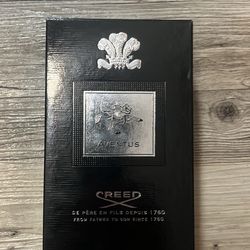 AVENTUS
CREED
DE PÈRE EN FILS DEPUIS 1760
FROM FATHER TO SON SINCE 1760